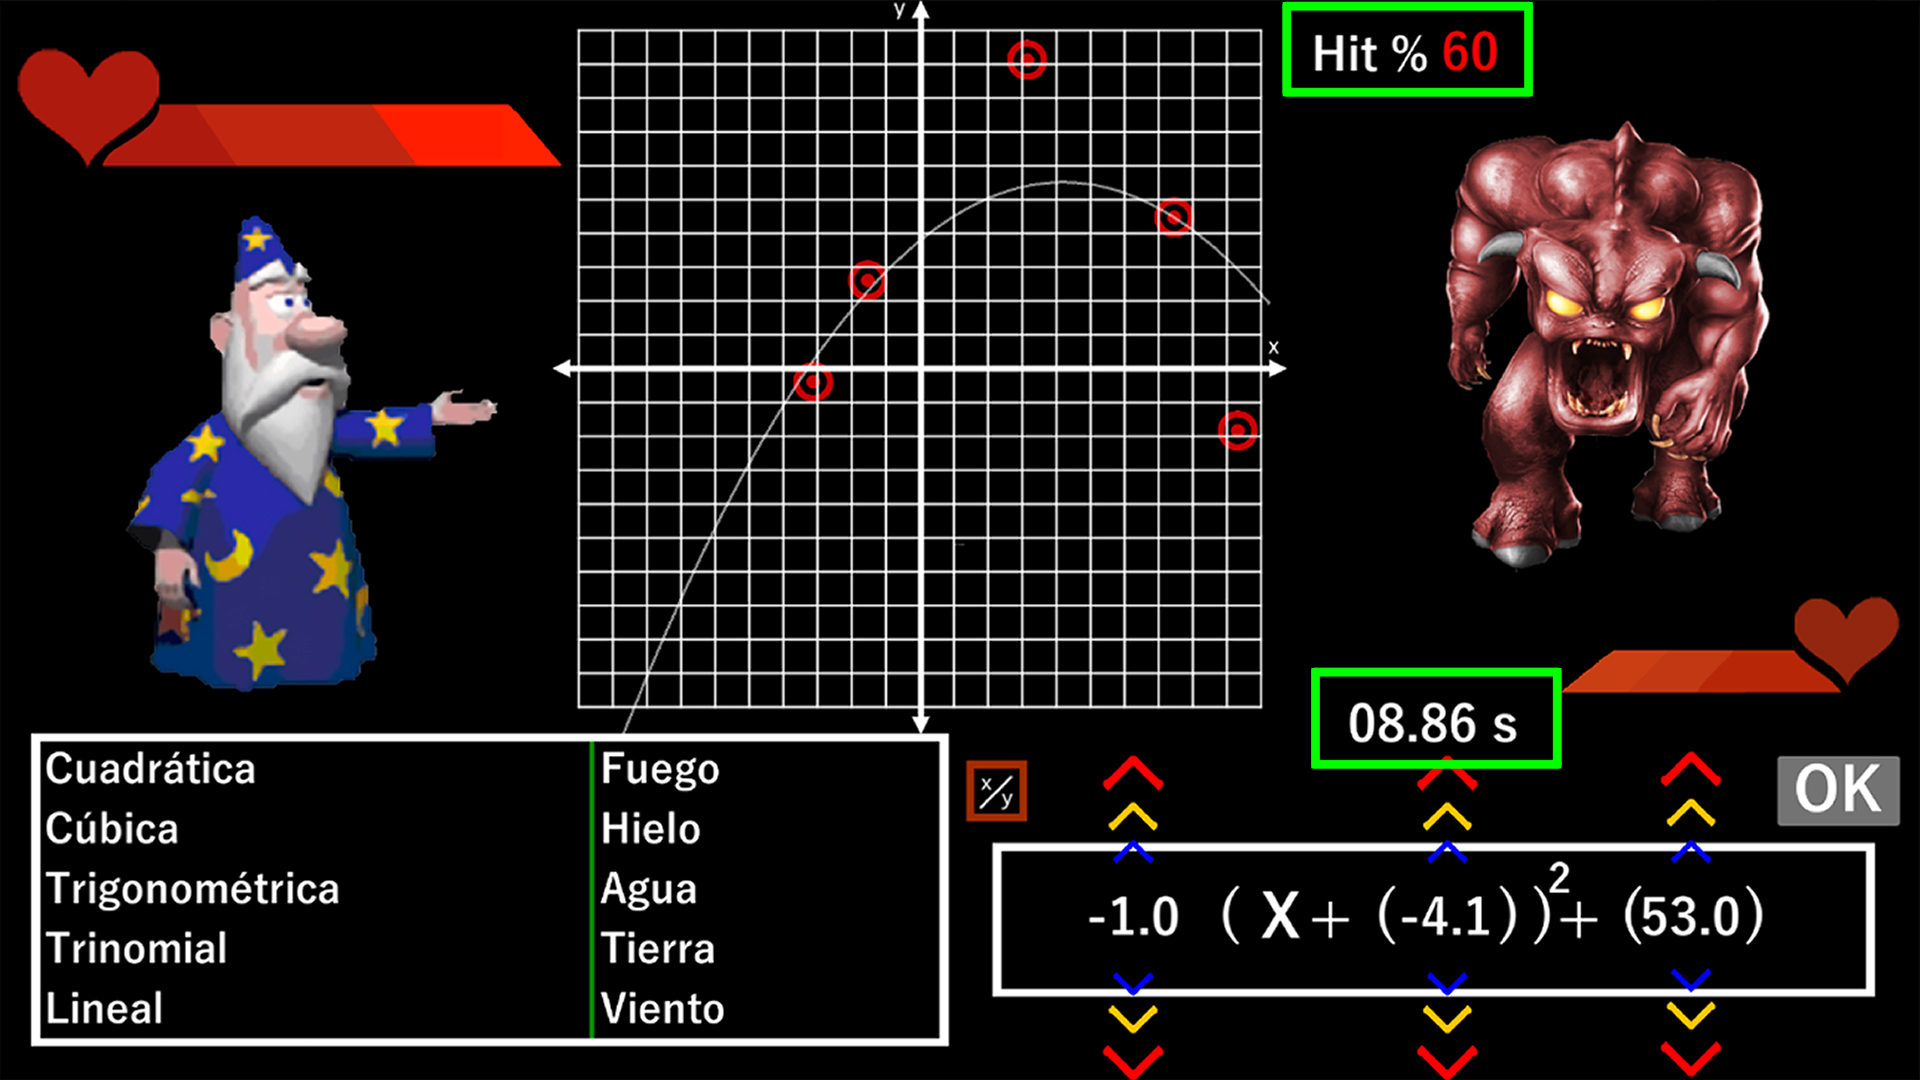 y
Hit % 60
x
08.86 s
Cuadrática
Fuego
Cúbica
Hielo
Trigonométrica
Agua
Trinomial
Tierra
Lineal
Viento
x/y
OK
-1.0 ( X + (-4.1) )² + (53.0)